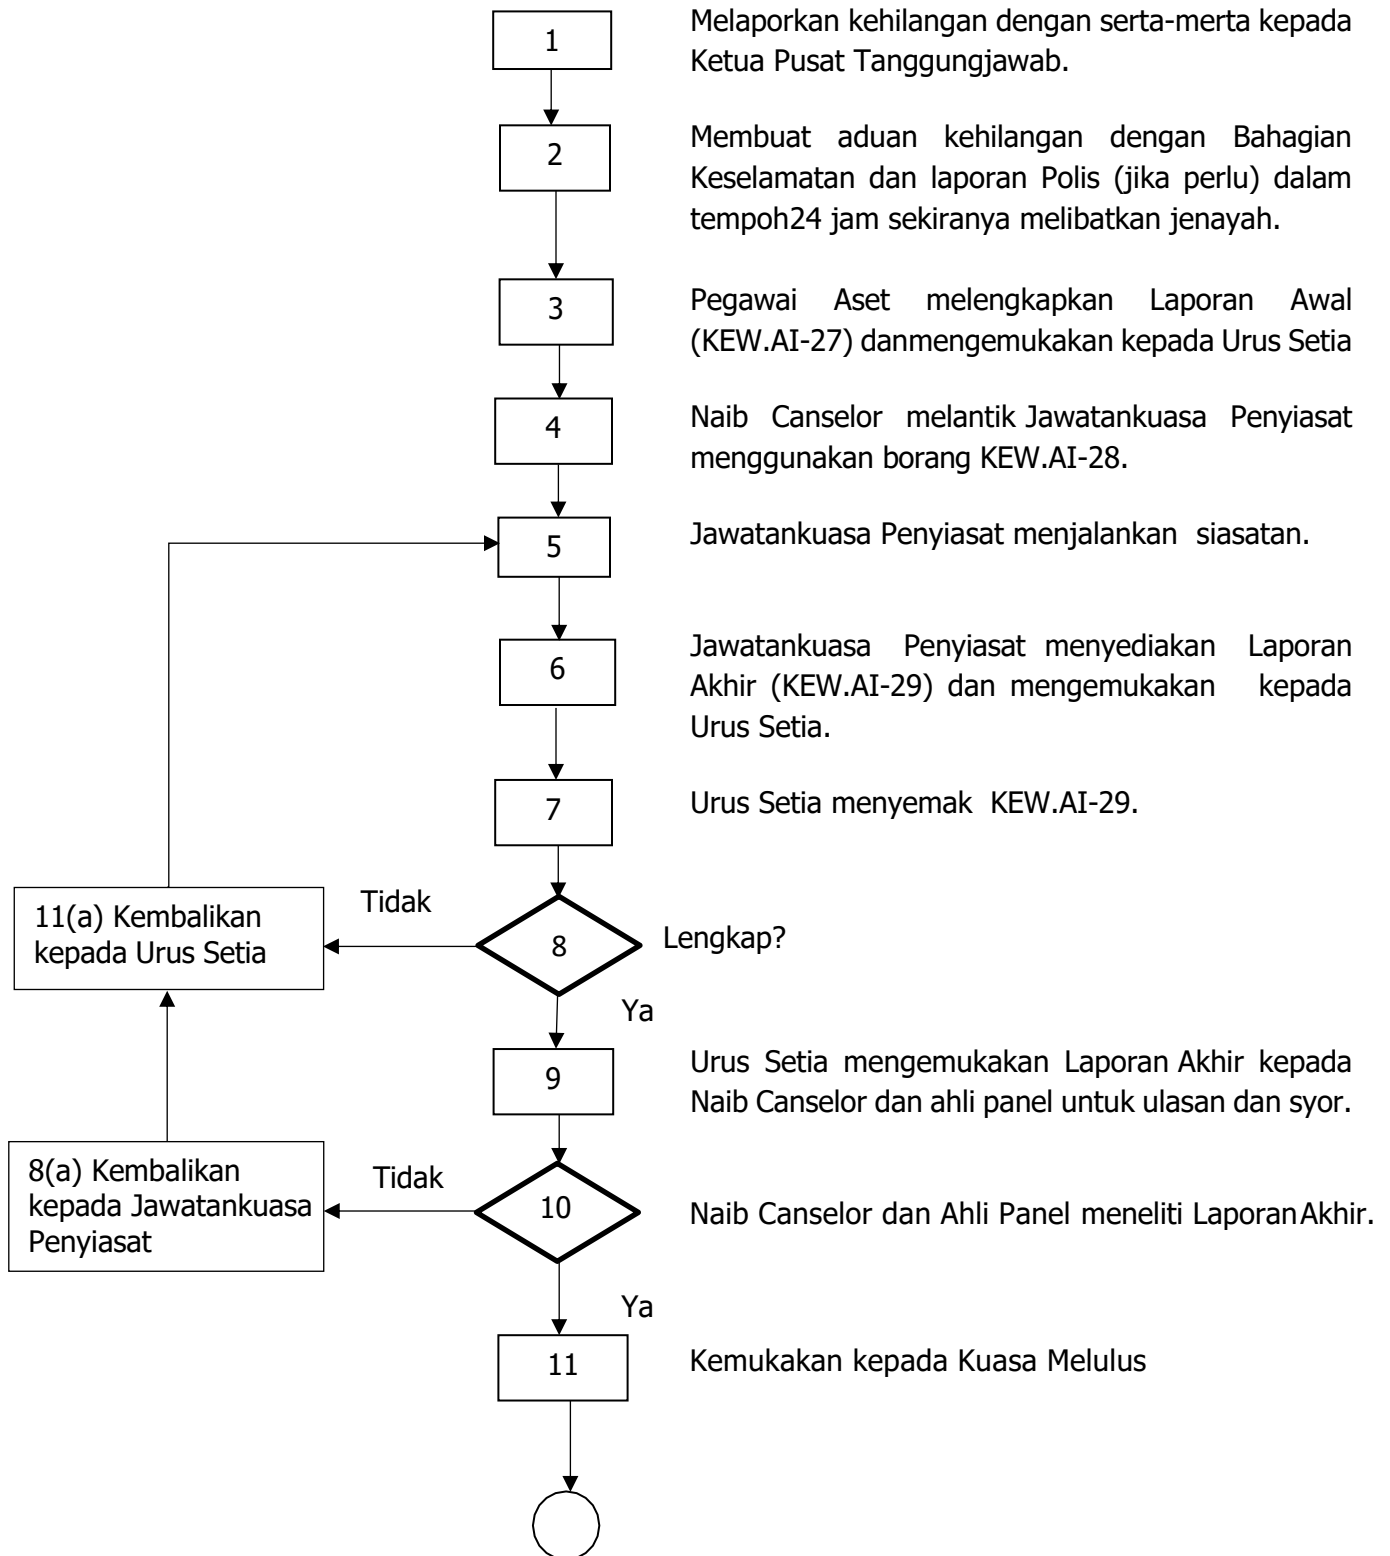 1
Melaporkan kehilangan dengan serta-merta kepada
Ketua Pusat Tanggungjawab.
2
Membuat aduan kehilangan dengan Bahagian
Keselamatan dan laporan Polis (jika perlu) dalam
tempoh24 jam sekiranya melibatkan jenayah.
3
Pegawai Aset melengkapkan Laporan Awal
(KEW.AI-27) danmengemukakan kepada Urus Setia
4
Naib Canselor melantik Jawatankuasa Penyiasat
menggunakan borang KEW.AI-28.
5
Jawatankuasa Penyiasat menjalankan siasatan.
6
Jawatankuasa Penyiasat menyediakan Laporan
Akhir (KEW.AI-29) dan mengemukakan kepada
Urus Setia.
7
Urus Setia menyemak KEW.AI-29.
11(a) Kembalikan
kepada Urus Setia
Tidak
8
Lengkap?
Ya
9
Urus Setia mengemukakan Laporan Akhir kepada
Naib Canselor dan ahli panel untuk ulasan dan syor.
8(a) Kembalikan
kepada Jawatankuasa
Penyiasat
Tidak
10
Naib Canselor dan Ahli Panel meneliti LaporanAkhir.
Ya
11
Kemukakan kepada Kuasa Melulus